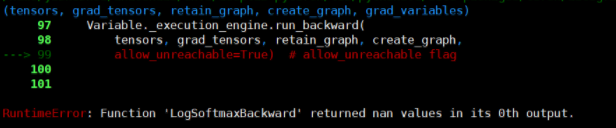 (tensors, grad_tensors, retain_graph, create_graph, grad_variables)
97 Variable._execution_engine.run_backward(
98 tensors, grad_tensors, retain_graph, create_graph,
---> 99 allow_unreachable=True) # allow_unreachable flag
100
101
RuntimeError: Function 'LogSoftmaxBackward' returned nan values in its 0th output.